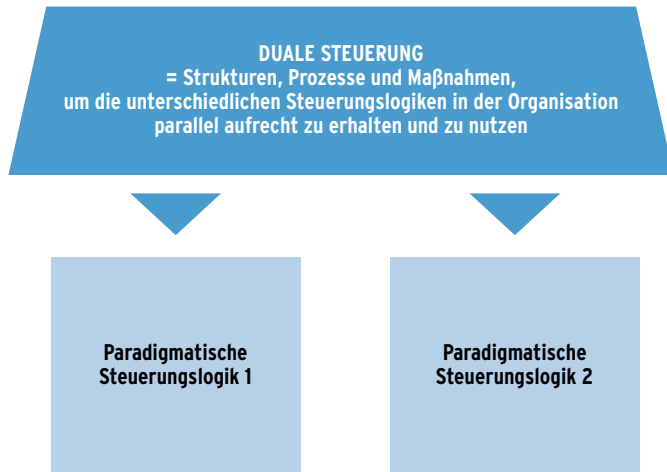 DUALE STEUERUNG
= Strukturen, Prozesse und Maßnahmen,
um die unterschiedlichen Steuerungslogiken in der Organisation
parallel aufrecht zu erhalten und zu nutzen
Paradigmatische
Steuerungslogik 1
Paradigmatische
Steuerungslogik 2